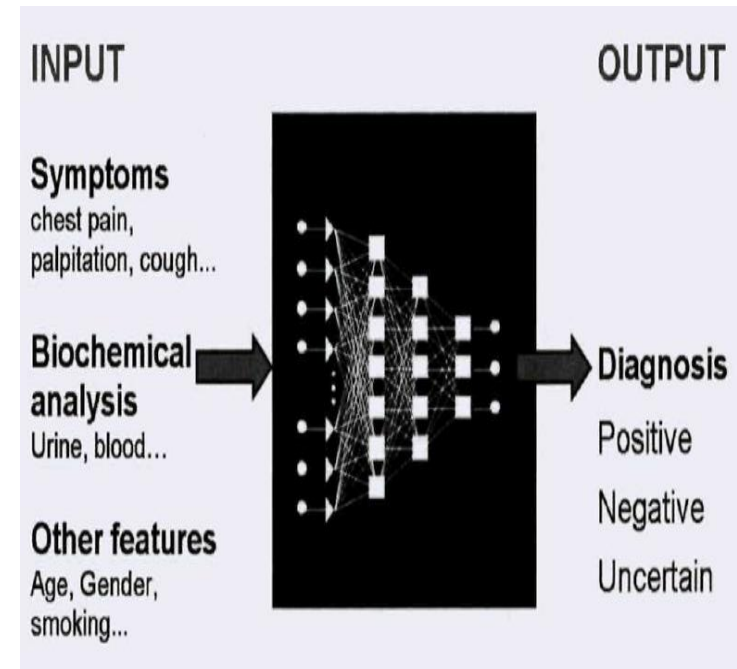 INPUT
Symptoms
chest pain,
palpitation, cough...
Biochemical
analysis
Urine, blood...
Other features
Age, Gender,
smoking...
OUTPUT
Diagnosis
Positive
Negative
Uncertain